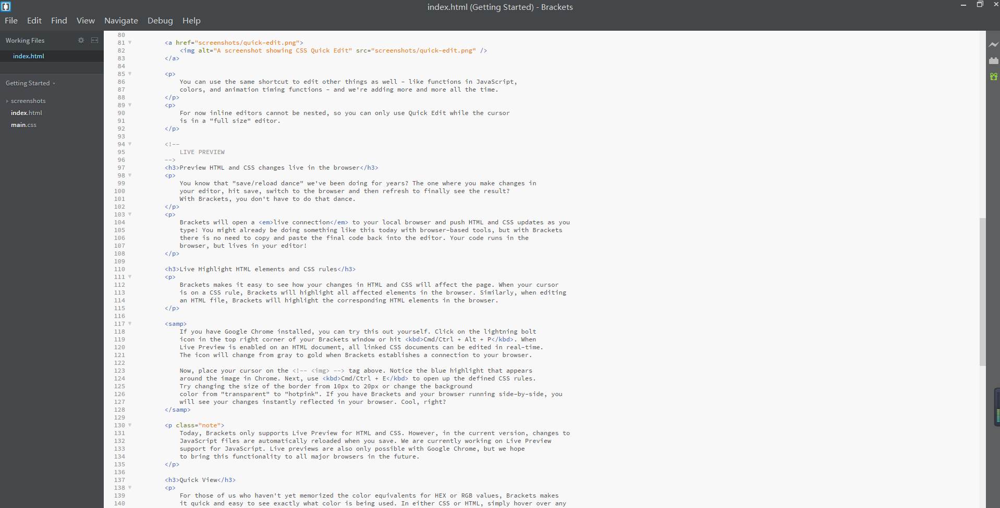 index.html (Getting Started) - Brackets
File Edit Find View Navigate Debug Help
Working Files
index.html
Getting Started
screenshots
index.html
main.css
80
81 <a href="screenshots/quick-edit.png">
82 <img alt="A screenshot showing CSS Quick Edit" src="screenshots/quick-edit.png" />
83 </a>
84
85 <p>
86 You can use the same shortcut to edit other things as well - like functions in JavaScript,
87 colors, and animation timing functions - and we're adding more and more all the time.
88 </p>
89 <p>
90 For now inline editors cannot be nested, so you can only use Quick Edit while the cursor
91 is in a "full size" editor.
92 </p>
93
94 <!--
95 LIVE PREVIEW
96 -->
97 <h3>Preview HTML and CSS changes live in the browser</h3>
98 <p>
99 You know that "save/reload dance" we've been doing for years? The one where you make changes in
100 your editor, hit save, switch to the browser and then refresh to finally see the result?
101 With Brackets, you don't have to do that dance.
102 </p>
103 <p>
104 Brackets will open a <em>live connection</em> to your local browser and push HTML and CSS updates as you
105 type! You might already be doing something like this today with browser-based tools, but with Brackets
106 there is no need to copy and paste the final code back into the editor. Your code runs in the
107 browser, but lives in your editor!
108 </p>
109
110 <h3>Live Highlight HTML elements and CSS rules</h3>
111 <p>
112 Brackets makes it easy to see how your changes in HTML and CSS will affect the page. When your cursor
113 is on a CSS rule, Brackets will highlight all affected elements in the browser. Similarly, when editing
114 an HTML file, Brackets will highlight the corresponding HTML elements in the browser.
115 </p>
116
117 <samp>
118 If you have Google Chrome installed, you can try this out yourself. Click on the lightning bolt
119 icon in the top right corner of your Brackets window or hit <kbd>Cmd/Ctrl + Alt + P</kbd>. When
120 Live Preview is enabled on an HTML document, all linked CSS documents can be edited in real-time.
121 The icon will change from gray to gold when Brackets establishes a connection to your browser.
122
123 Now, place your cursor on the <!-- <img> --> tag above. Notice the blue highlight that appears
124 around the image in Chrome. Next, use <kbd>Cmd/Ctrl + E</kbd> to open up the defined CSS rules.
125 Try changing the size of the border from 10px to 20px or change the background
126 color from "transparent" to "hotpink". If you have Brackets and your browser running side-by-side, you
127 will see your changes instantly reflected in your browser. Cool, right?
128 </samp>
129
130 <p class="note">
131 Today, Brackets only supports Live Preview for HTML and CSS. However, in the current version, changes to
132 JavaScript files are automatically reloaded when you save. We are currently working on Live Preview
133 support for JavaScript. Live previews are also only possible with Google Chrome, but we hope
134 to bring this functionality to all major browsers in the future.
135 </p>
136
137 <h3>Quick View</h3>
138 <p>
139 For those of us who haven't yet memorized the color equivalents for HEX or RGB values, Brackets makes
140 it quick and easy to see exactly what color is being used. In either CSS or HTML, simply hover over any